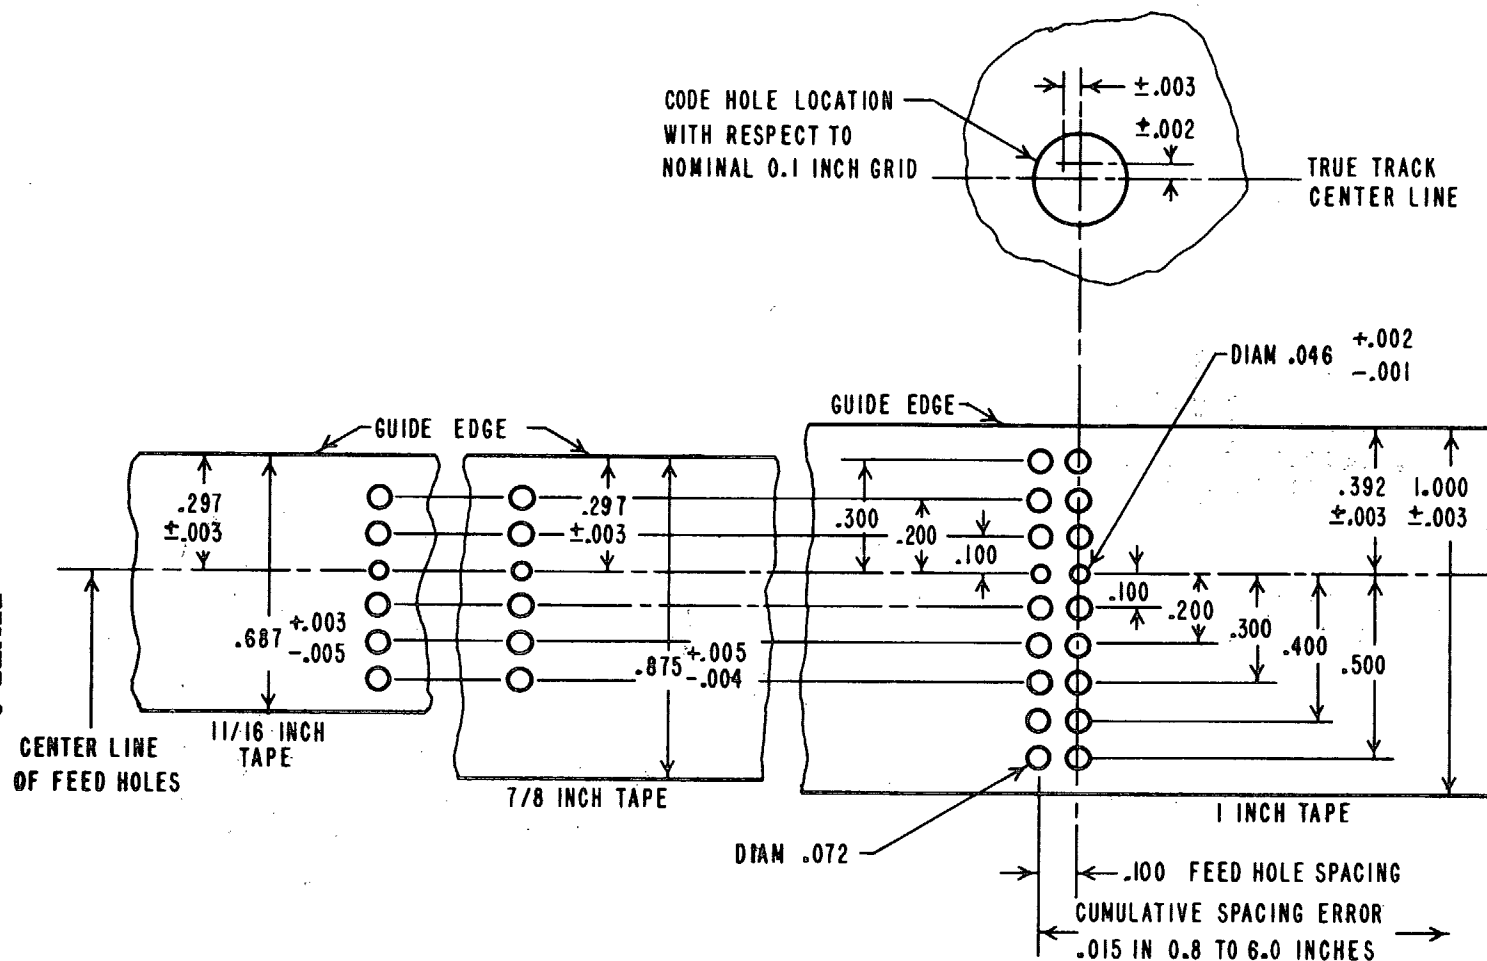 CODE HOLE LOCATION
WITH RESPECT TO
NOMINAL 0.1 INCH GRID
±.003
±.002
TRUE TRACK
CENTER LINE
DIAM .046 +.002
-.001
GUIDE EDGE
GUIDE EDGE
.297
±.003
.687 +.003
-.005
11/16 INCH
TAPE
CENTER LINE
OF FEED HOLES
.297
±.003
.875 +.005
-.004
7/8 INCH TAPE
.300
.200
.100
.100
.200
.300
.400
.500
.392
±.003
1.000
±.003
1 INCH TAPE
DIAM .072
.100 FEED HOLE SPACING
CUMULATIVE SPACING ERROR
.015 IN 0.8 TO 6.0 INCHES